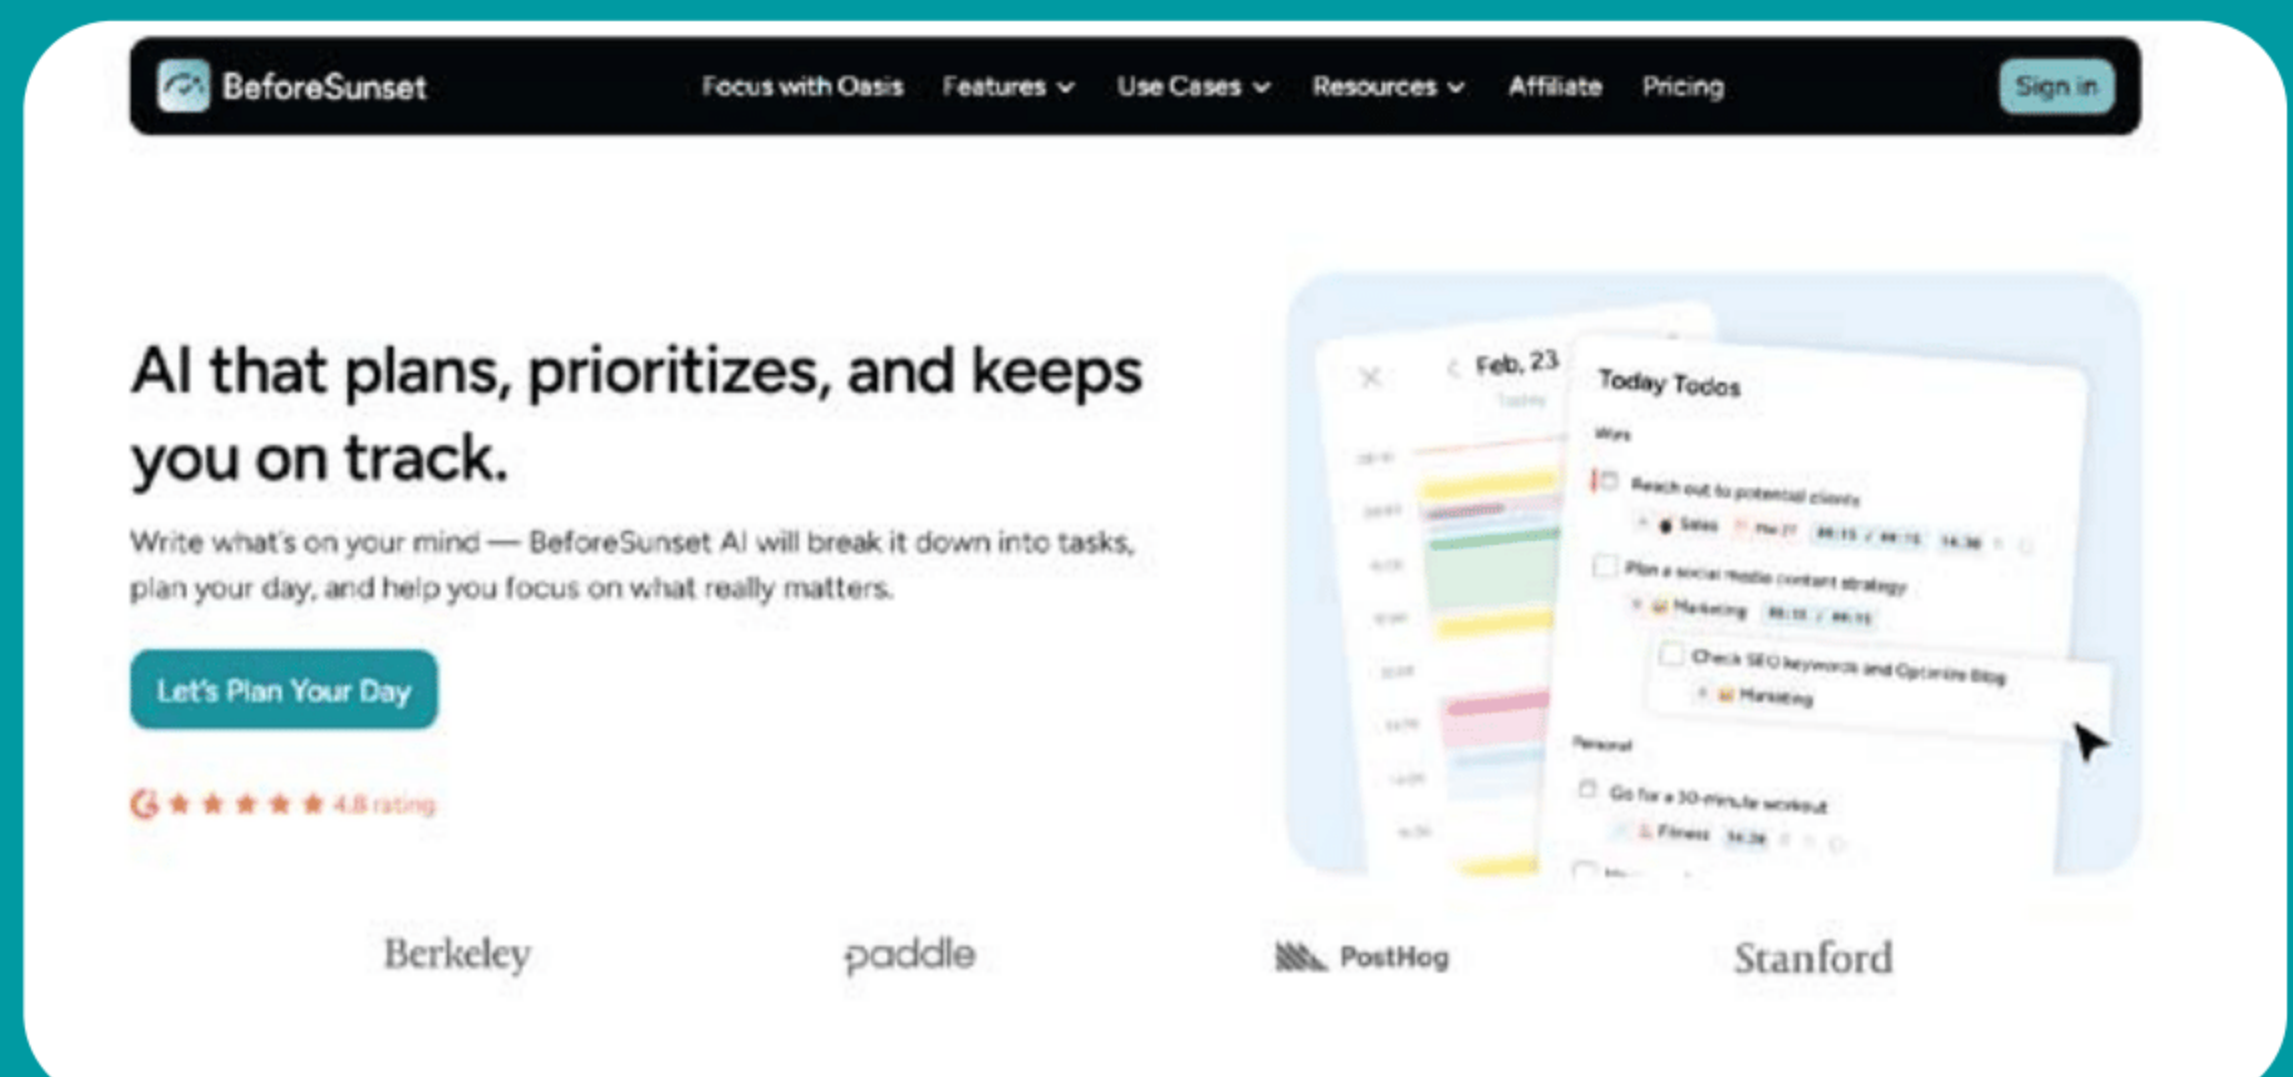 BeforeSunset
Focus with Oasis Features Use Cases Resources Affiliate Pricing
Sign in
AI that plans, prioritizes, and keeps
you on track.
Write what's on your mind — BeforeSunset AI will break it down into tasks,
plan your day, and help you focus on what really matters.
Let's Plan Your Day
4.8 rating
Feb, 23
Today
Today Todos
Work
Reach out to potential clients
Sales
Plan a social media content strategy
Marketing
Check SEO keywords and Optimize Blog
Marketing
Personal
Go for a 30-minute workout
Fitness
Berkeley
paddle
PostHog
Stanford